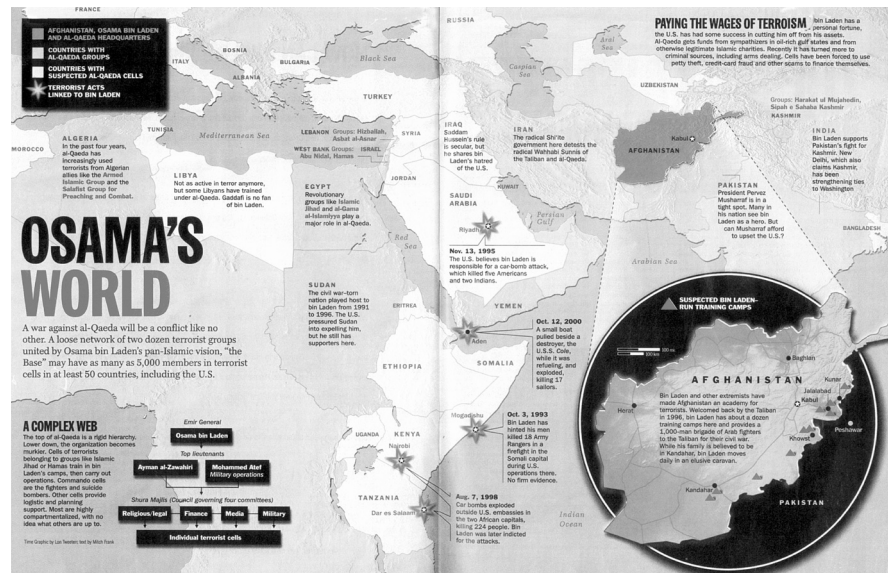 FRANCE
AFGHANISTAN, OSAMA BIN LADEN
AND AL-QAEDA HEADQUARTERS
COUNTRIES WITH
AL-QAEDA GROUPS
COUNTRIES WITH
SUSPECTED AL-QAEDA CELLS
TERRORIST ACTS
LINKED TO BIN LADEN
ITALY
BOSNIA
ALBANIA
BULGARIA
Black Sea
TURKEY
RUSSIA
Caspian
Sea
Aral
Sea
UZBEKISTAN
PAYING THE WAGES OF TERROISM
bin Laden has a
personal fortune,
the U.S. has had some success in cutting him off from his assets.
Al-Qaeda gets funds from sympathizers in oil-rich gulf states and from
otherwise legitimate Islamic charities. Recently it has turned more to
criminal sources, including arms dealing. Cells have been forced to use
petty theft, credit-card fraud and other scams to finance themselves.
MOROCCO
ALGERIA
In the past four years,
al-Qaeda has
increasingly used
terrorists from Algerian
allies like the Armed
Islamic Group and the
Salafist Group for
Preaching and Combat.
TUNISIA
Mediterranean Sea
LIBYA
Not as active in terror anymore,
but some Libyans have trained
under al-Qaeda. Gaddafi is no fan
of bin Laden.
LEBANON Groups: Hizballah,
Asbat al-Asnar
WEST BANK Groups:
Abu Nidal, Hamas
ISRAEL
SYRIA
JORDAN
EGYPT
Revolutionary
groups like Islamic
Jihad and al-Gama
al-Islamiyya play a
major role in al-Qaeda.
IRAQ
Saddam
Hussein's rule
is secular, but
he shares bin
Laden's hatred
of the U.S.
IRAN
The radical Shi'ite
government here detests the
radical Wahhabi Sunnis of
the Taliban and al-Qaeda.
KUWAIT
SAUDI
ARABIA
Riyadh
Persian
Gulf
Red
Sea
Kabul
AFGHANISTAN
Groups: Harakat ul Mujahedin,
Sipah e Sahaba Kashmir
KASHMIR
INDIA
Bin Laden supports
Pakistan's fight for
Kashmir. New
Delhi, which also
claims Kashmir,
has been
strengthening ties
to Washington
PAKISTAN
President Pervez
Musharraf is in a
tight spot. Many in
his nation see bin
Laden as a hero. But
can Musharraf afford
to upset the U.S.?
BANGLADESH
Arabian Sea
OSAMA'S
WORLD
A war against al-Qaeda will be a conflict like no
other. A loose network of two dozen terrorist groups
united by Osama bin Laden's pan-Islamic vision, "the
Base" may have as many as 5,000 members in terrorist
cells in at least 50 countries, including the U.S.
SUDAN
The civil war–torn
nation played host to
bin Laden from 1991
to 1996. The U.S.
pressured Sudan
into expelling him,
but he still has
supporters here.
Nov. 13, 1995
The U.S. believes bin Laden is
responsible for a car-bomb attack,
which killed five Americans
and two Indians.
ERITREA
YEMEN
Aden
Oct. 12, 2000
A small boat
pulled beside a
destroyer, the
U.S.S. Cole,
while it was
refueling, and
exploded,
killing 17
sailors.
ETHIOPIA
SOMALIA
Mogadishu
Oct. 3, 1993
Bin Laden has
hinted his men
killed 18 Army
Rangers in a
firefight in the
Somali capital
during U.S.
operations there.
No firm evidence.
UGANDA
KENYA
Nairobi
TANZANIA
Dar es Salaam
Aug. 7, 1998
Car bombs exploded
outside U.S. embassies in
the two African capitals,
killing 224 people. Bin
Laden was later indicted
for the attacks.
Indian
Ocean
A COMPLEX WEB
The top of al-Qaeda is a rigid hierarchy.
Lower down, the organization becomes
murkier. Cells of terrorists
belonging to groups like Islamic
Jihad or Hamas train in bin
Laden's camps, then carry out
operations. Commando cells
are the fighters and suicide
bombers. Other cells provide
logistic and planning
support. Most are highly
compartmentalized, with no
idea what others are up to.
Emir General
Osama bin Laden
Top lieutenants
Ayman al-Zawahiri
Mohammed Atef
Military operations
Shura Majlis (Council governing four committees)
Religious/legal
Finance
Media
Military
Individual terrorist cells
SUSPECTED BIN LADEN–
RUN TRAINING CAMPS
AFGHANISTAN
Bin Laden and other extremists have
made Afghanistan an academy for
terrorists. Welcomed back by the Taliban
in 1996, bin Laden has about a dozen
training camps here and provides a
1,000-man brigade of Arab fighters
to the Taliban for their civil war.
While his family is believed to be
in Kandahar, bin Laden moves
daily in an elusive caravan.
Baghlan
Kunar
Jalalabad
Kabul
Herat
Khowst
Peshawar
Kandahar
PAKISTAN